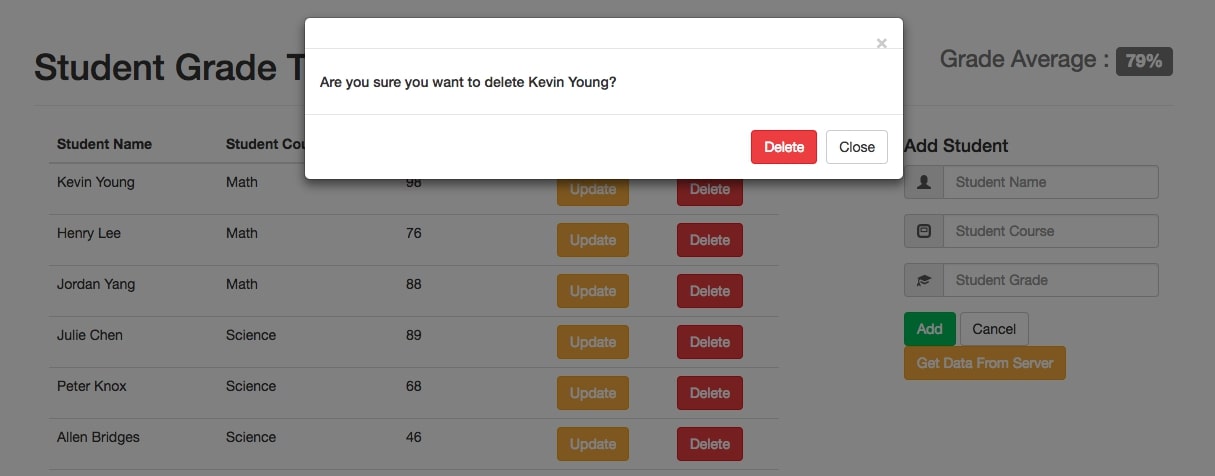 ×
Are you sure you want to delete Kevin Young?
Delete Close
Student Grade T
Grade Average : 79%
Student Name Student Cou
Kevin Young Math 98 Update Delete
Henry Lee Math 76 Update Delete
Jordan Yang Math 88 Update Delete
Julie Chen Science 89 Update Delete
Peter Knox Science 68 Update Delete
Allen Bridges Science 46 Update Delete
Add Student
Student Name
Student Course
Student Grade
Add Cancel
Get Data From Server